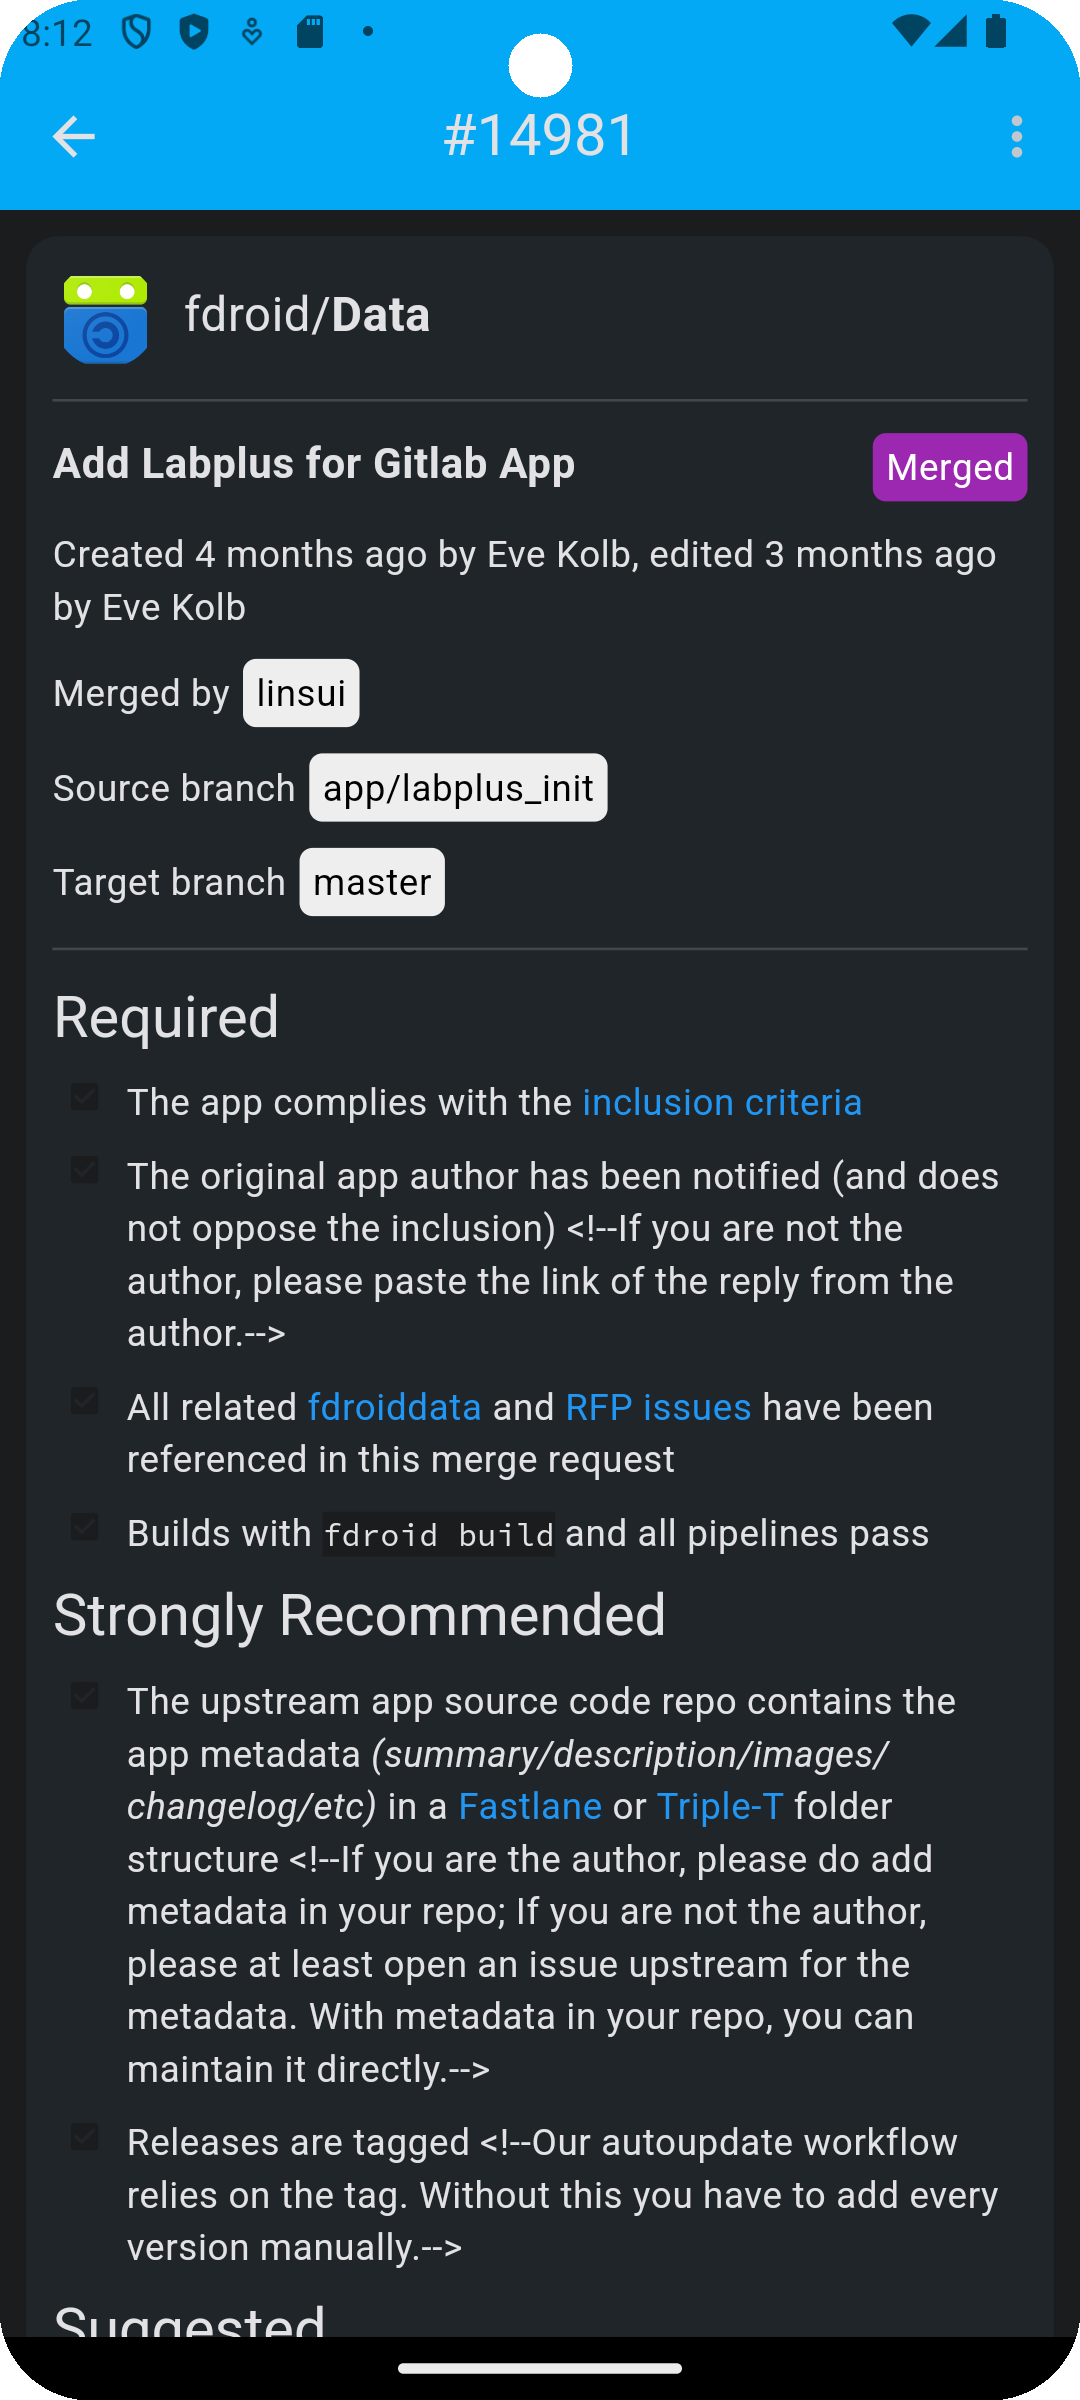 8:12
#14981
fdroid/Data
Add Labplus for Gitlab App
Merged
Created 4 months ago by Eve Kolb, edited 3 months ago
by Eve Kolb
Merged by linsui
Source branch app/labplus_init
Target branch master
Required
The app complies with the inclusion criteria
The original app author has been notified (and does
not oppose the inclusion) <!--If you are not the
author, please paste the link of the reply from the
author.-->
All related fdroiddata and RFP issues have been
referenced in this merge request
Builds with fdroid build and all pipelines pass
Strongly Recommended
The upstream app source code repo contains the
app metadata (summary/description/images/
changelog/etc) in a Fastlane or Triple-T folder
structure <!--If you are the author, please do add
metadata in your repo; If you are not the author,
please at least open an issue upstream for the
metadata. With metadata in your repo, you can
maintain it directly.-->
Releases are tagged <!--Our autoupdate workflow
relies on the tag. Without this you have to add every
version manually.-->
Suggested